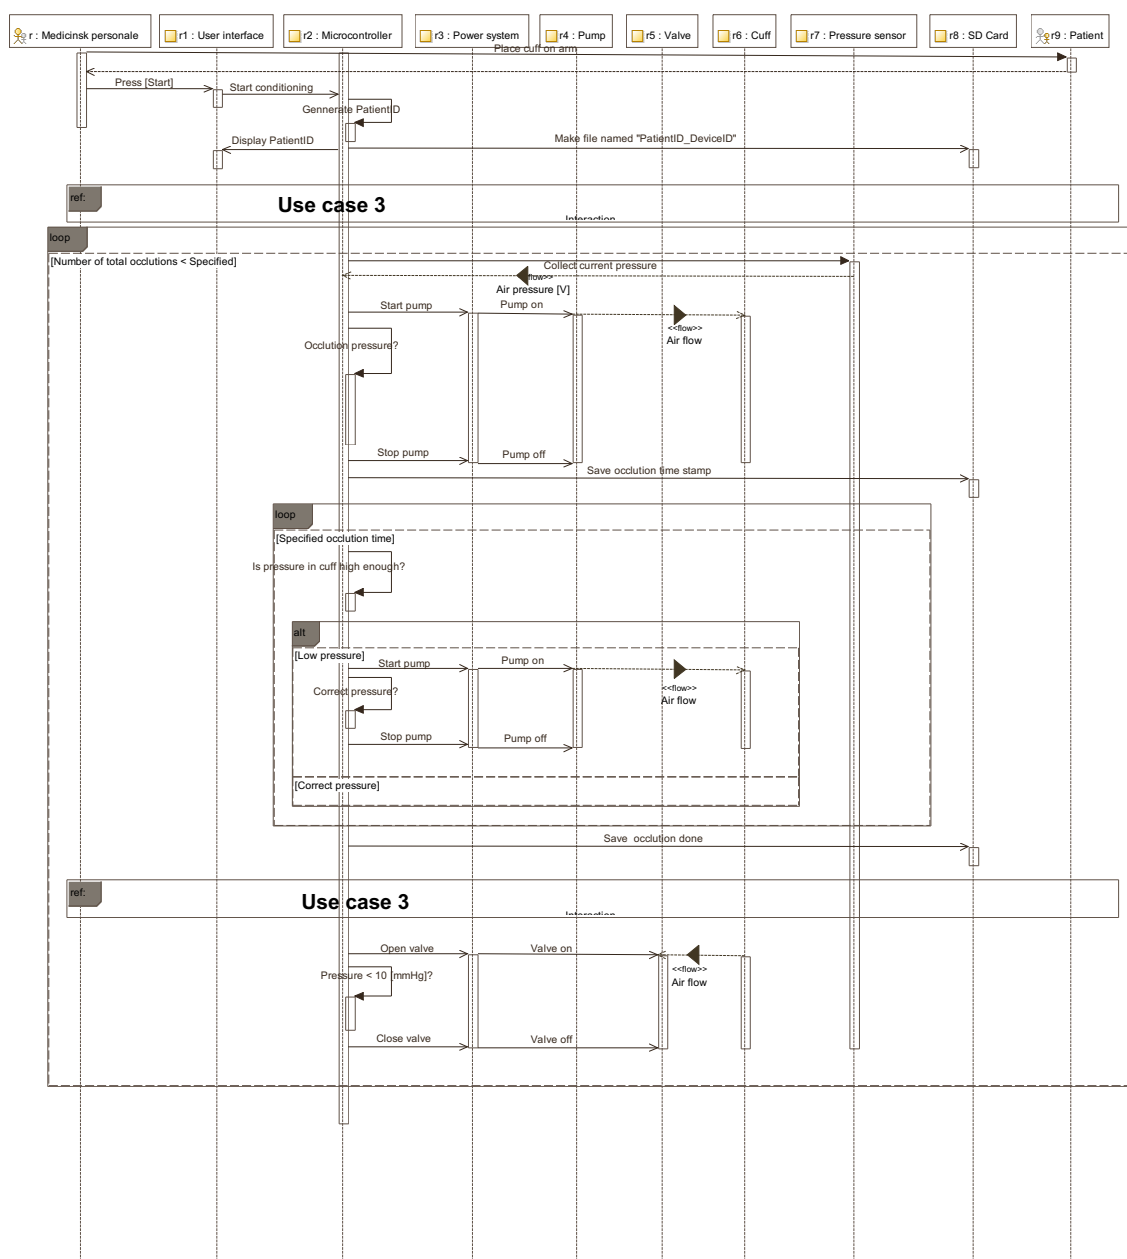 r : Medicinsk personale
r1 : User interface
r2 : Microcontroller
r3 : Power system
r4 : Pump
r5 : Valve
r6 : Cuff
r7 : Pressure sensor
r8 : SD Card
r9 : Patient
Place cuff on arm
Press [Start]
Start conditioning
Gennerate PatientID
Display PatientID
Make file named "PatientID_DeviceID"
ref:
Use case 3
Interaction
loop
[Number of total occlutions < Specified]
Collect current pressure
flow>>
Air pressure [V]
Start pump
Pump on
<<flow>>
Air flow
Occlution pressure?
Stop pump
Pump off
Save occlution time stamp
loop
[Specified occlution time]
Is pressure in cuff high enough?
alt
[Low pressure]
Start pump
Pump on
<<flow>>
Air flow
Correct pressure?
Stop pump
Pump off
[Correct pressure]
Save occlution done
ref:
Use case 3
Interaction
Open valve
Valve on
<<flow>>
Air flow
Pressure < 10 [mmHg]?
Close valve
Valve off